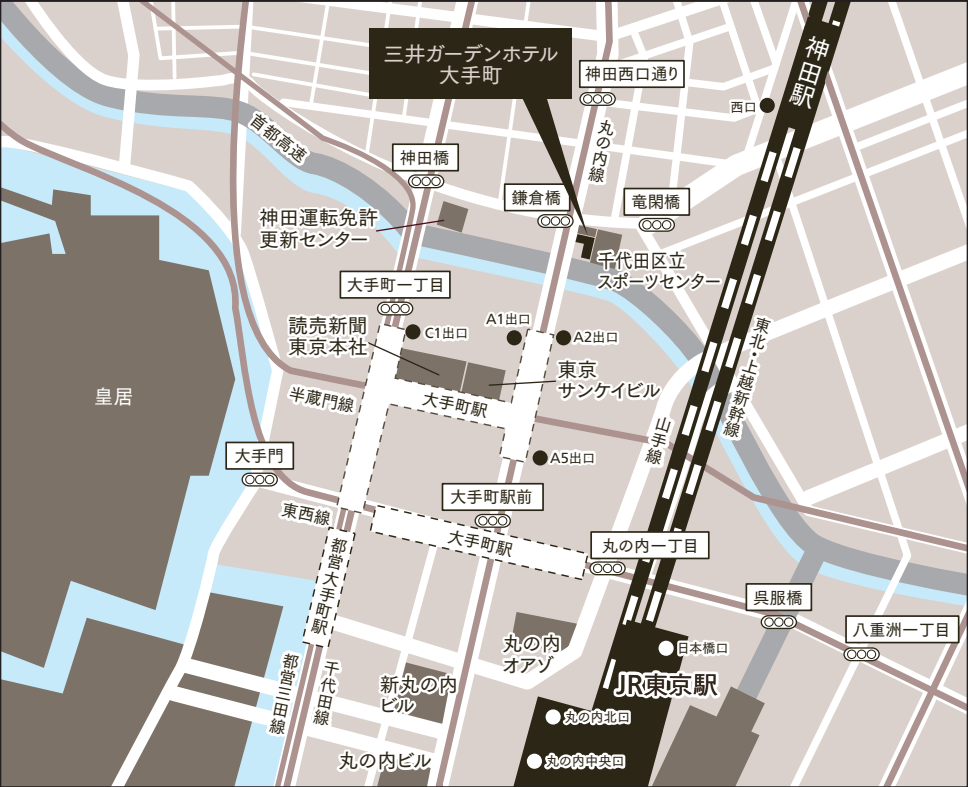 三井ガーデンホテル
大手町
神田西口通り
神田駅
西口
首都高速
神田橋
丸の内線
鎌倉橋
竜閑橋
神田運転免許
更新センター
千代田区立
スポーツセンター
大手町一丁目
読売新聞
東京本社
C1出口
A1出口
A2出口
東北・上越新幹線
東京
サンケイビル
皇居
半蔵門線
大手町駅
山手線
大手門
A5出口
大手町駅前
東西線
大手町駅
丸の内一丁目
都営大手町駅
呉服橋
八重洲一丁目
丸の内
オアゾ
日本橋口
JR東京駅
都営三田線
千代田線
新丸の内
ビル
丸の内北口
丸の内ビル
丸の内中央口